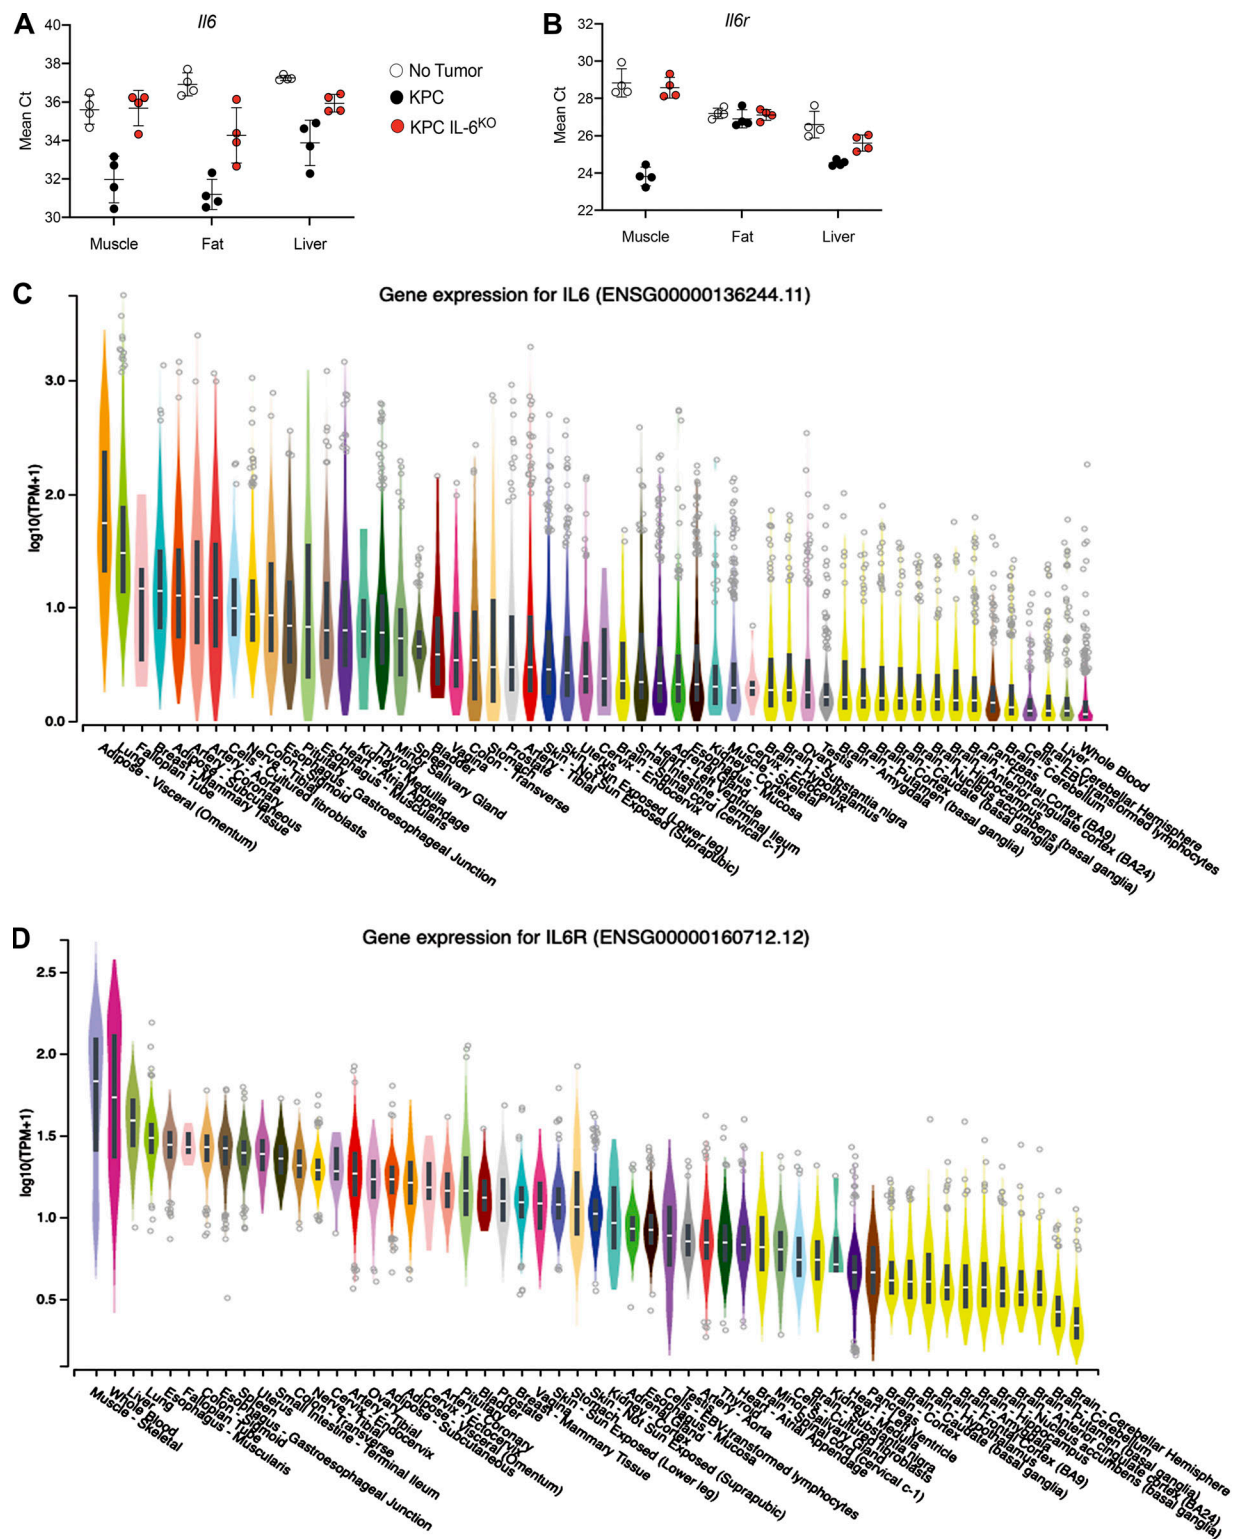 A
Il6
40
38
36
34
32
30
Mean Ct
Muscle
Fat
Liver
No Tumor
KPC
KPC IL-6KO
B
Il6r
32
30
28
26
24
22
Mean Ct
Muscle
Fat
Liver
C
Gene expression for IL6 (ENSG00000136244.11)
log10(TPM+1)
3.0
2.0
1.0
0.0
Adipose - Visceral (Omentum)
Lung
Fallopian Tube
Breast - Mammary Tissue
Adipose - Subcutaneous
Artery - Coronary
Artery - Aorta
Cells - Cultured fibroblasts
Nerve - Tibial
Colon - Sigmoid
Esophagus - Gastroesophageal Junction
Pituitary
Esophagus - Muscularis
Heart - Atrial Appendage
Kidney - Medulla
Thyroid
Minor Salivary Gland
Spleen
Bladder
Vagina
Colon - Transverse
Stomach
Prostate
Artery - Tibial
Skin - Not Sun Exposed (Suprapubic)
Skin - Sun Exposed (Lower leg)
Uterus
Cervix - Endocervix
Brain - Spinal cord (cervical c-1)
Small Intestine - Terminal Ileum
Heart - Left Ventricle
Adrenal Gland
Esophagus - Mucosa
Kidney - Cortex
Muscle - Skeletal
Cervix - Ectocervix
Brain - Hypothalamus
Brain - Substantia nigra
Ovary
Testis
Brain - Amygdala
Brain - Putamen (basal ganglia)
Brain - Cortex
Brain - Caudate (basal ganglia)
Brain - Hippocampus
Brain - Nucleus accumbens (basal ganglia)
Brain - Frontal Cortex (BA9)
Brain - Anterior cingulate cortex (BA24)
Pancreas
Brain - Cerebellum
Cells - EBV-transformed lymphocytes
Brain - Cerebellar Hemisphere
Liver
Whole Blood
D
Gene expression for IL6R (ENSG00000160712.12)
log10(TPM+1)
2.5
2.0
1.5
1.0
0.5
Muscle - Skeletal
Whole Blood
Liver
Lung
Esophagus - Muscularis
Fallopian Tube
Colon - Sigmoid
Esophagus - Gastroesophageal Junction
Spleen
Uterus
Small Intestine - Terminal Ileum
Colon - Transverse
Nerve - Tibial
Cervix - Endocervix
Artery - Tibial
Ovary
Adipose - Subcutaneous
Adipose - Visceral (Omentum)
Cervix - Ectocervix
Artery - Coronary
Pituitary
Bladder
Prostate
Breast - Mammary Tissue
Vagina
Skin - Sun Exposed (Lower leg)
Stomach
Skin - Not Sun Exposed (Suprapubic)
Kidney - Cortex
Adrenal Gland
Esophagus - Mucosa
Cells - EBV-transformed lymphocytes
Testis
Artery - Aorta
Thyroid
Heart - Atrial Appendage
Brain - Spinal cord (cervical c-1)
Minor Salivary Gland
Cells - Cultured fibroblasts
Brain - Substantia nigra
Kidney - Medulla
Heart - Left Ventricle
Pancreas
Brain - Cortex
Brain - Caudate (basal ganglia)
Brain - Frontal Cortex (BA9)
Brain - Hypothalamus
Brain - Hippocampus
Brain - Nucleus accumbens (basal ganglia)
Brain - Anterior cingulate cortex (BA24)
Brain - Putamen (basal ganglia)
Brain - Cerebellum
Brain - Cerebellar Hemisphere